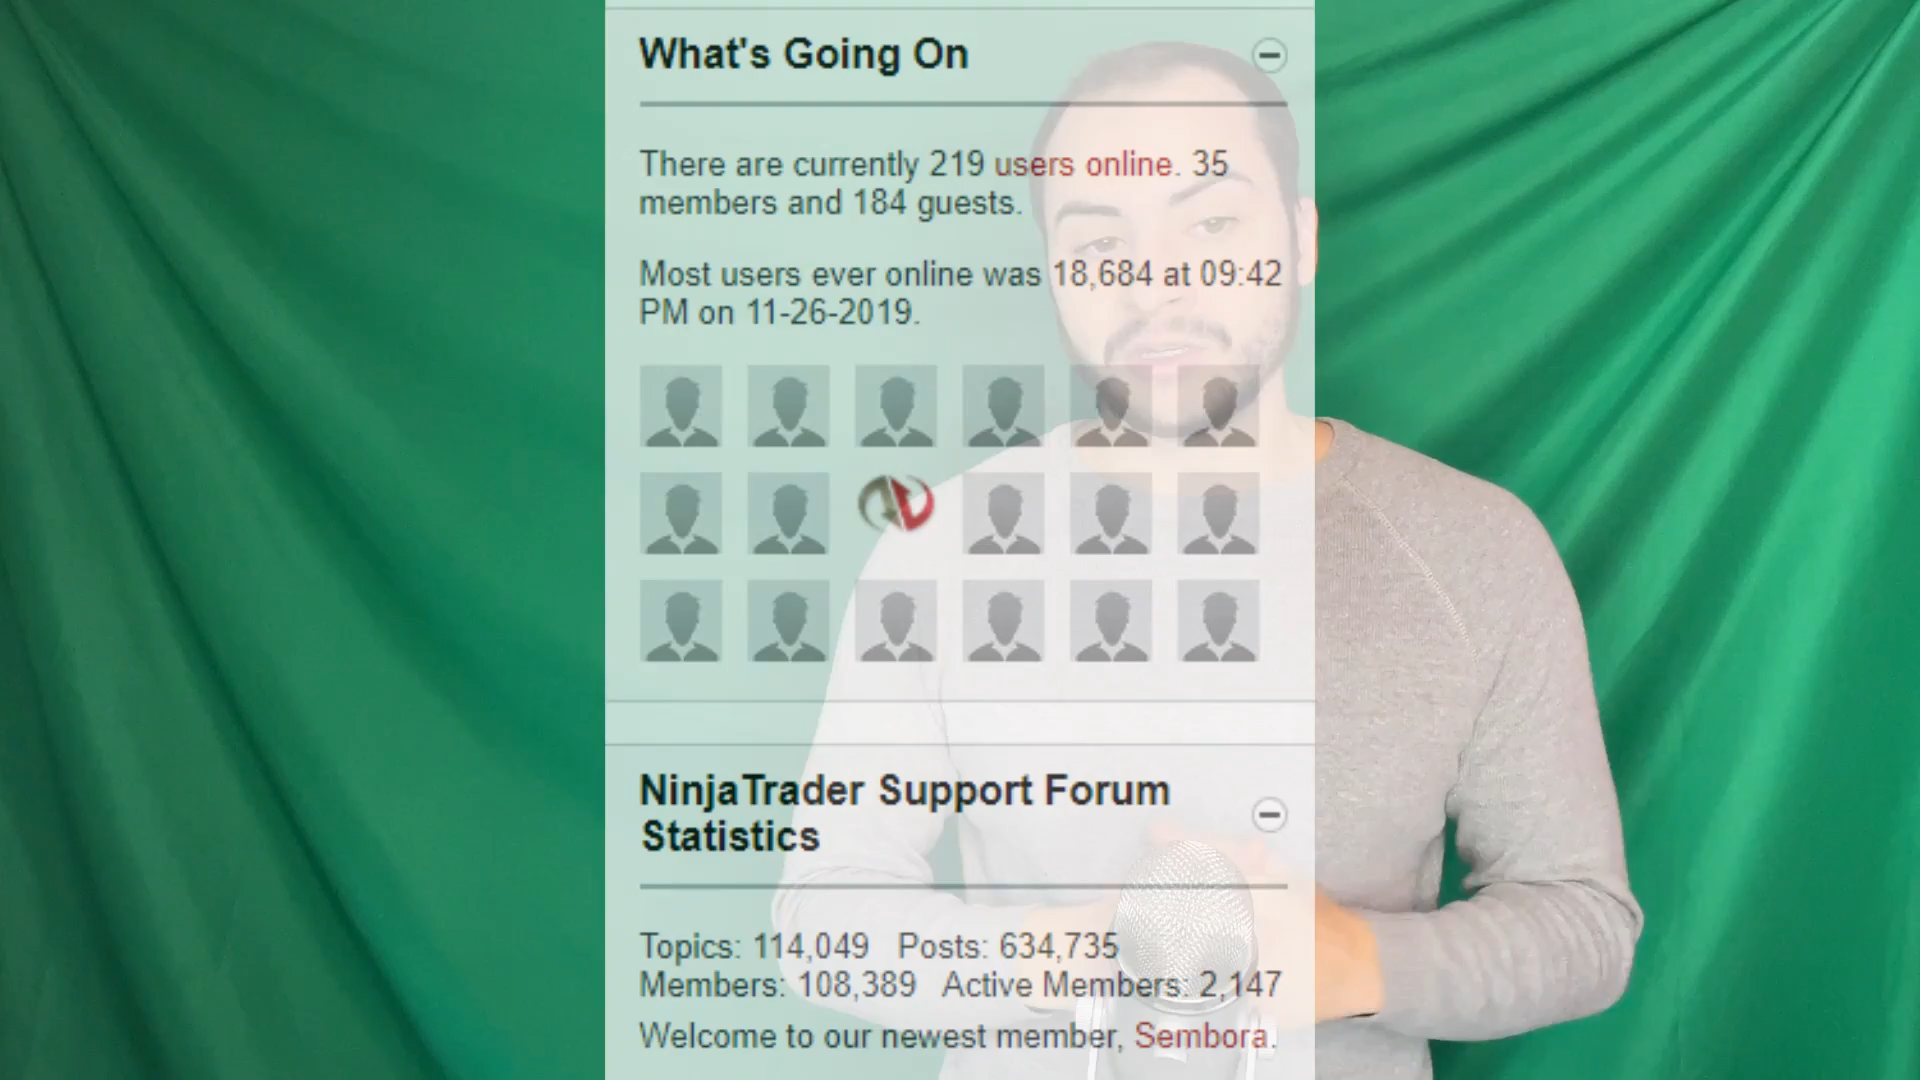 What's Going On
There are currently 219 users online. 35
members and 184 guests.
Most users ever online was 18,684 at 09:42
PM on 11-26-2019.
NinjaTrader Support Forum
Statistics
Topics: 114,049 Posts: 634,735
Members: 108,389 Active Members: 2,147
Welcome to our newest member, Sembora.